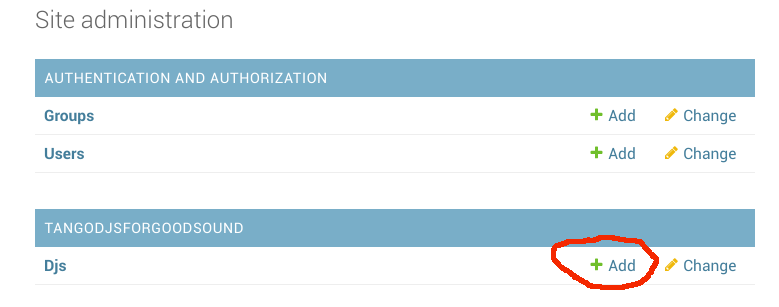 Site administration
AUTHENTICATION AND AUTHORIZATION
Groups Add Change
Users Add Change
TANGODJSFORGOODSOUND
Djs Add Change